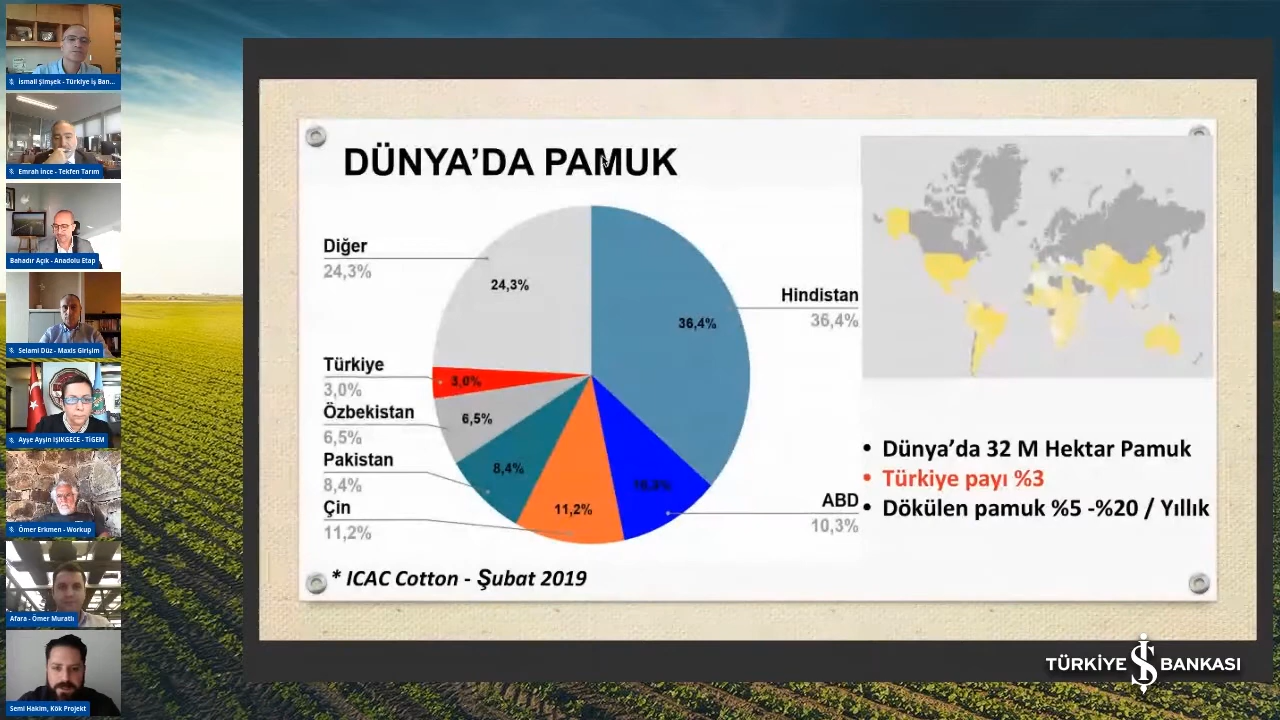 İsmail Şimşek - Türkiye İş Ban...
Emrah İnce - Tekfen Tarım
Bahadır Açık - Anadolu Etap
Selami Düz - Maxis Girişim
Ayşe Ayşin IŞIKGECE - TİGEM
Ömer Erkmen - Workup
Afara - Ömer Muratlı
Semi Hakim, Kök Projekt
DÜNYA’DA PAMUK
Diğer
24,3%
Türkiye
3,0%
Özbekistan
6,5%
Pakistan
8,4%
Çin
11,2%
24,3%
36,4%
3,0%
6,5%
8,4%
11,2%
10,3%
Hindistan
36,4%
ABD
10,3%
• Dünya’da 32 M Hektar Pamuk
• Türkiye payı %3
• Dökülen pamuk %5 -%20 / Yıllık
* ICAC Cotton - Şubat 2019
TÜRKİYE İŞ BANKASI